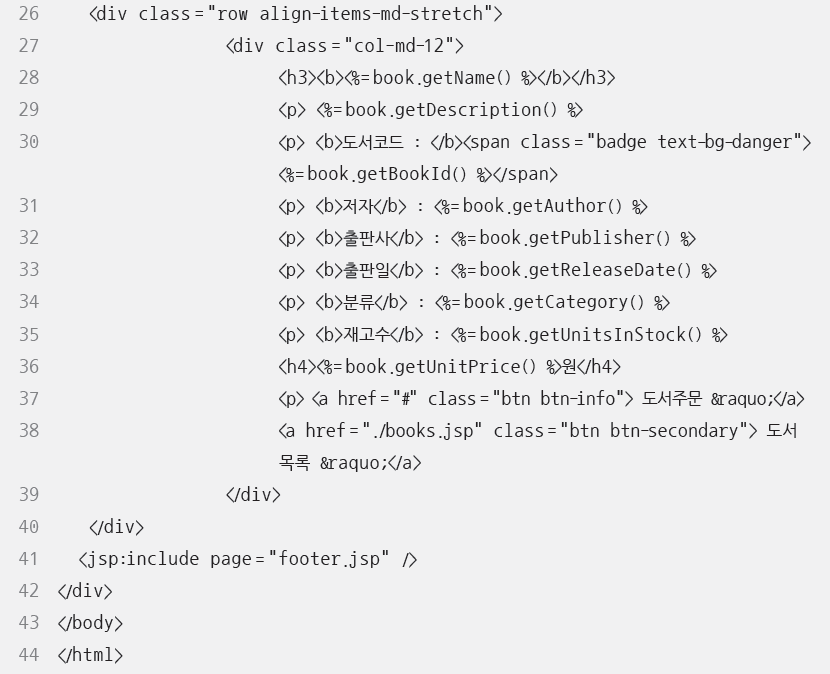 26 <div class="row align-items-md-stretch">
27 <div class="col-md-12">
28 <h3><b><%=book.getName() %></b></h3>
29 <p> <%=book.getDescription() %>
30 <p> <b>도서코드 : </b><span class="badge text-bg-danger">
<%=book.getBookId() %></span>
31 <p> <b>저자</b> : <%=book.getAuthor() %>
32 <p> <b>출판사</b> : <%=book.getPublisher() %>
33 <p> <b>출판일</b> : <%=book.getReleaseDate() %>
34 <p> <b>분류</b> : <%=book.getCategory() %>
35 <p> <b>재고수</b> : <%=book.getUnitsInStock() %>
36 <h4><%=book.getUnitPrice() %>원</h4>
37 <p> <a href="#" class="btn btn-info"> 도서주문 &raquo;</a>
38 <a href="./books.jsp" class="btn btn-secondary"> 도서
목록 &raquo;</a>
39 </div>
40 </div>
41 <jsp:include page="footer.jsp" />
42 </div>
43 </body>
44 </html>